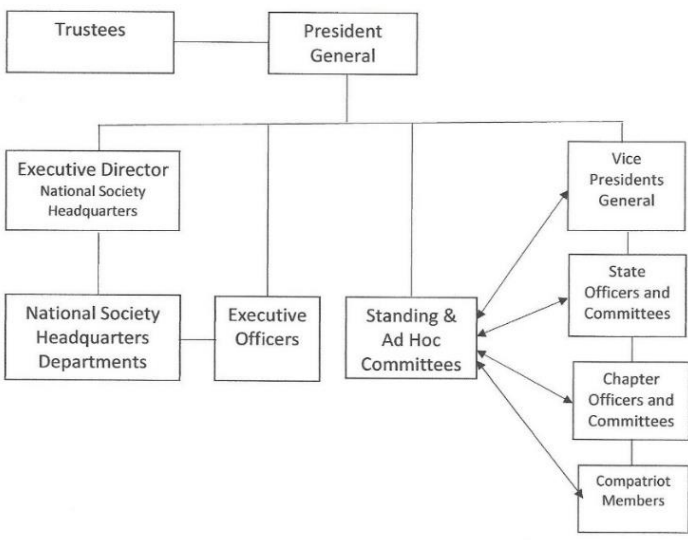 Trustees
President
General
Executive Director
National Society
Headquarters
Vice
Presidents
General
National Society
Headquarters
Departments
Executive
Officers
Standing &
Ad Hoc
Committees
State
Officers and
Committees
Chapter
Officers and
Committees
Compatriot
Members